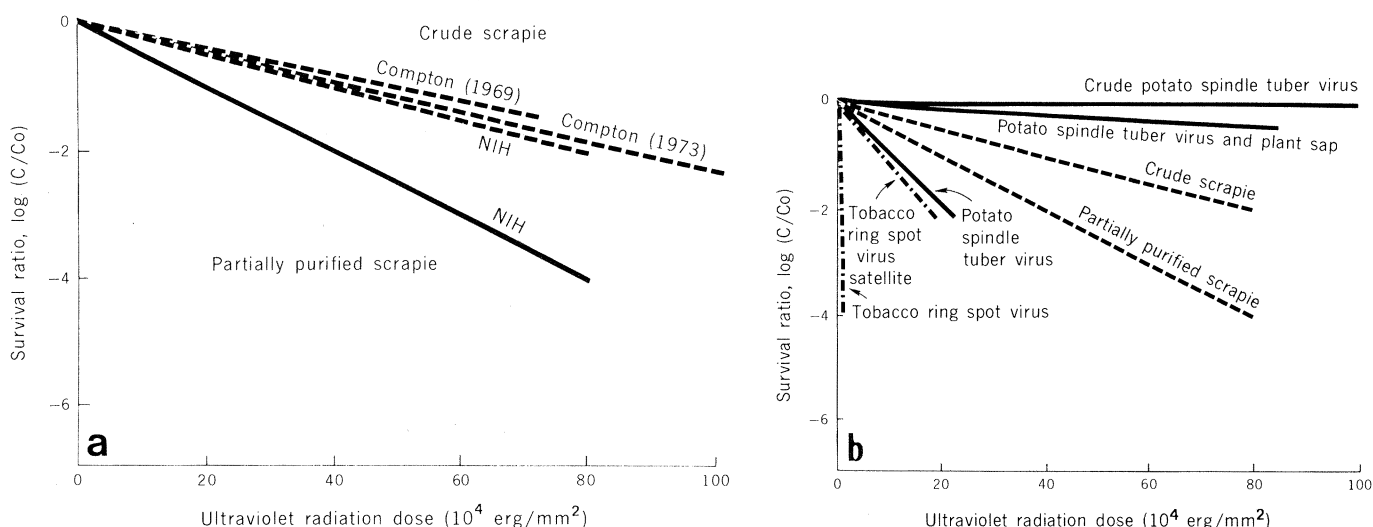 0
-2
-4
-6
Survival ratio, log (C/Co)
Crude scrapie
Compton (1969)
Compton (1973)
NIH
NIH
Partially purified scrapie
a
0
20
40
60
80
100
Ultraviolet radiation dose (10⁴ erg/mm²)
0
-2
-4
-6
Survival ratio, log (C/Co)
Crude potato spindle tuber virus
Potato spindle tuber virus and plant sap
Crude scrapie
Partially purified scrapie
Tobacco
ring spot
virus
satellite
Potato
spindle
tuber virus
Tobacco ring spot virus
b
0
20
40
60
80
100
Ultraviolet radiation dose (10⁴ erg/mm²)